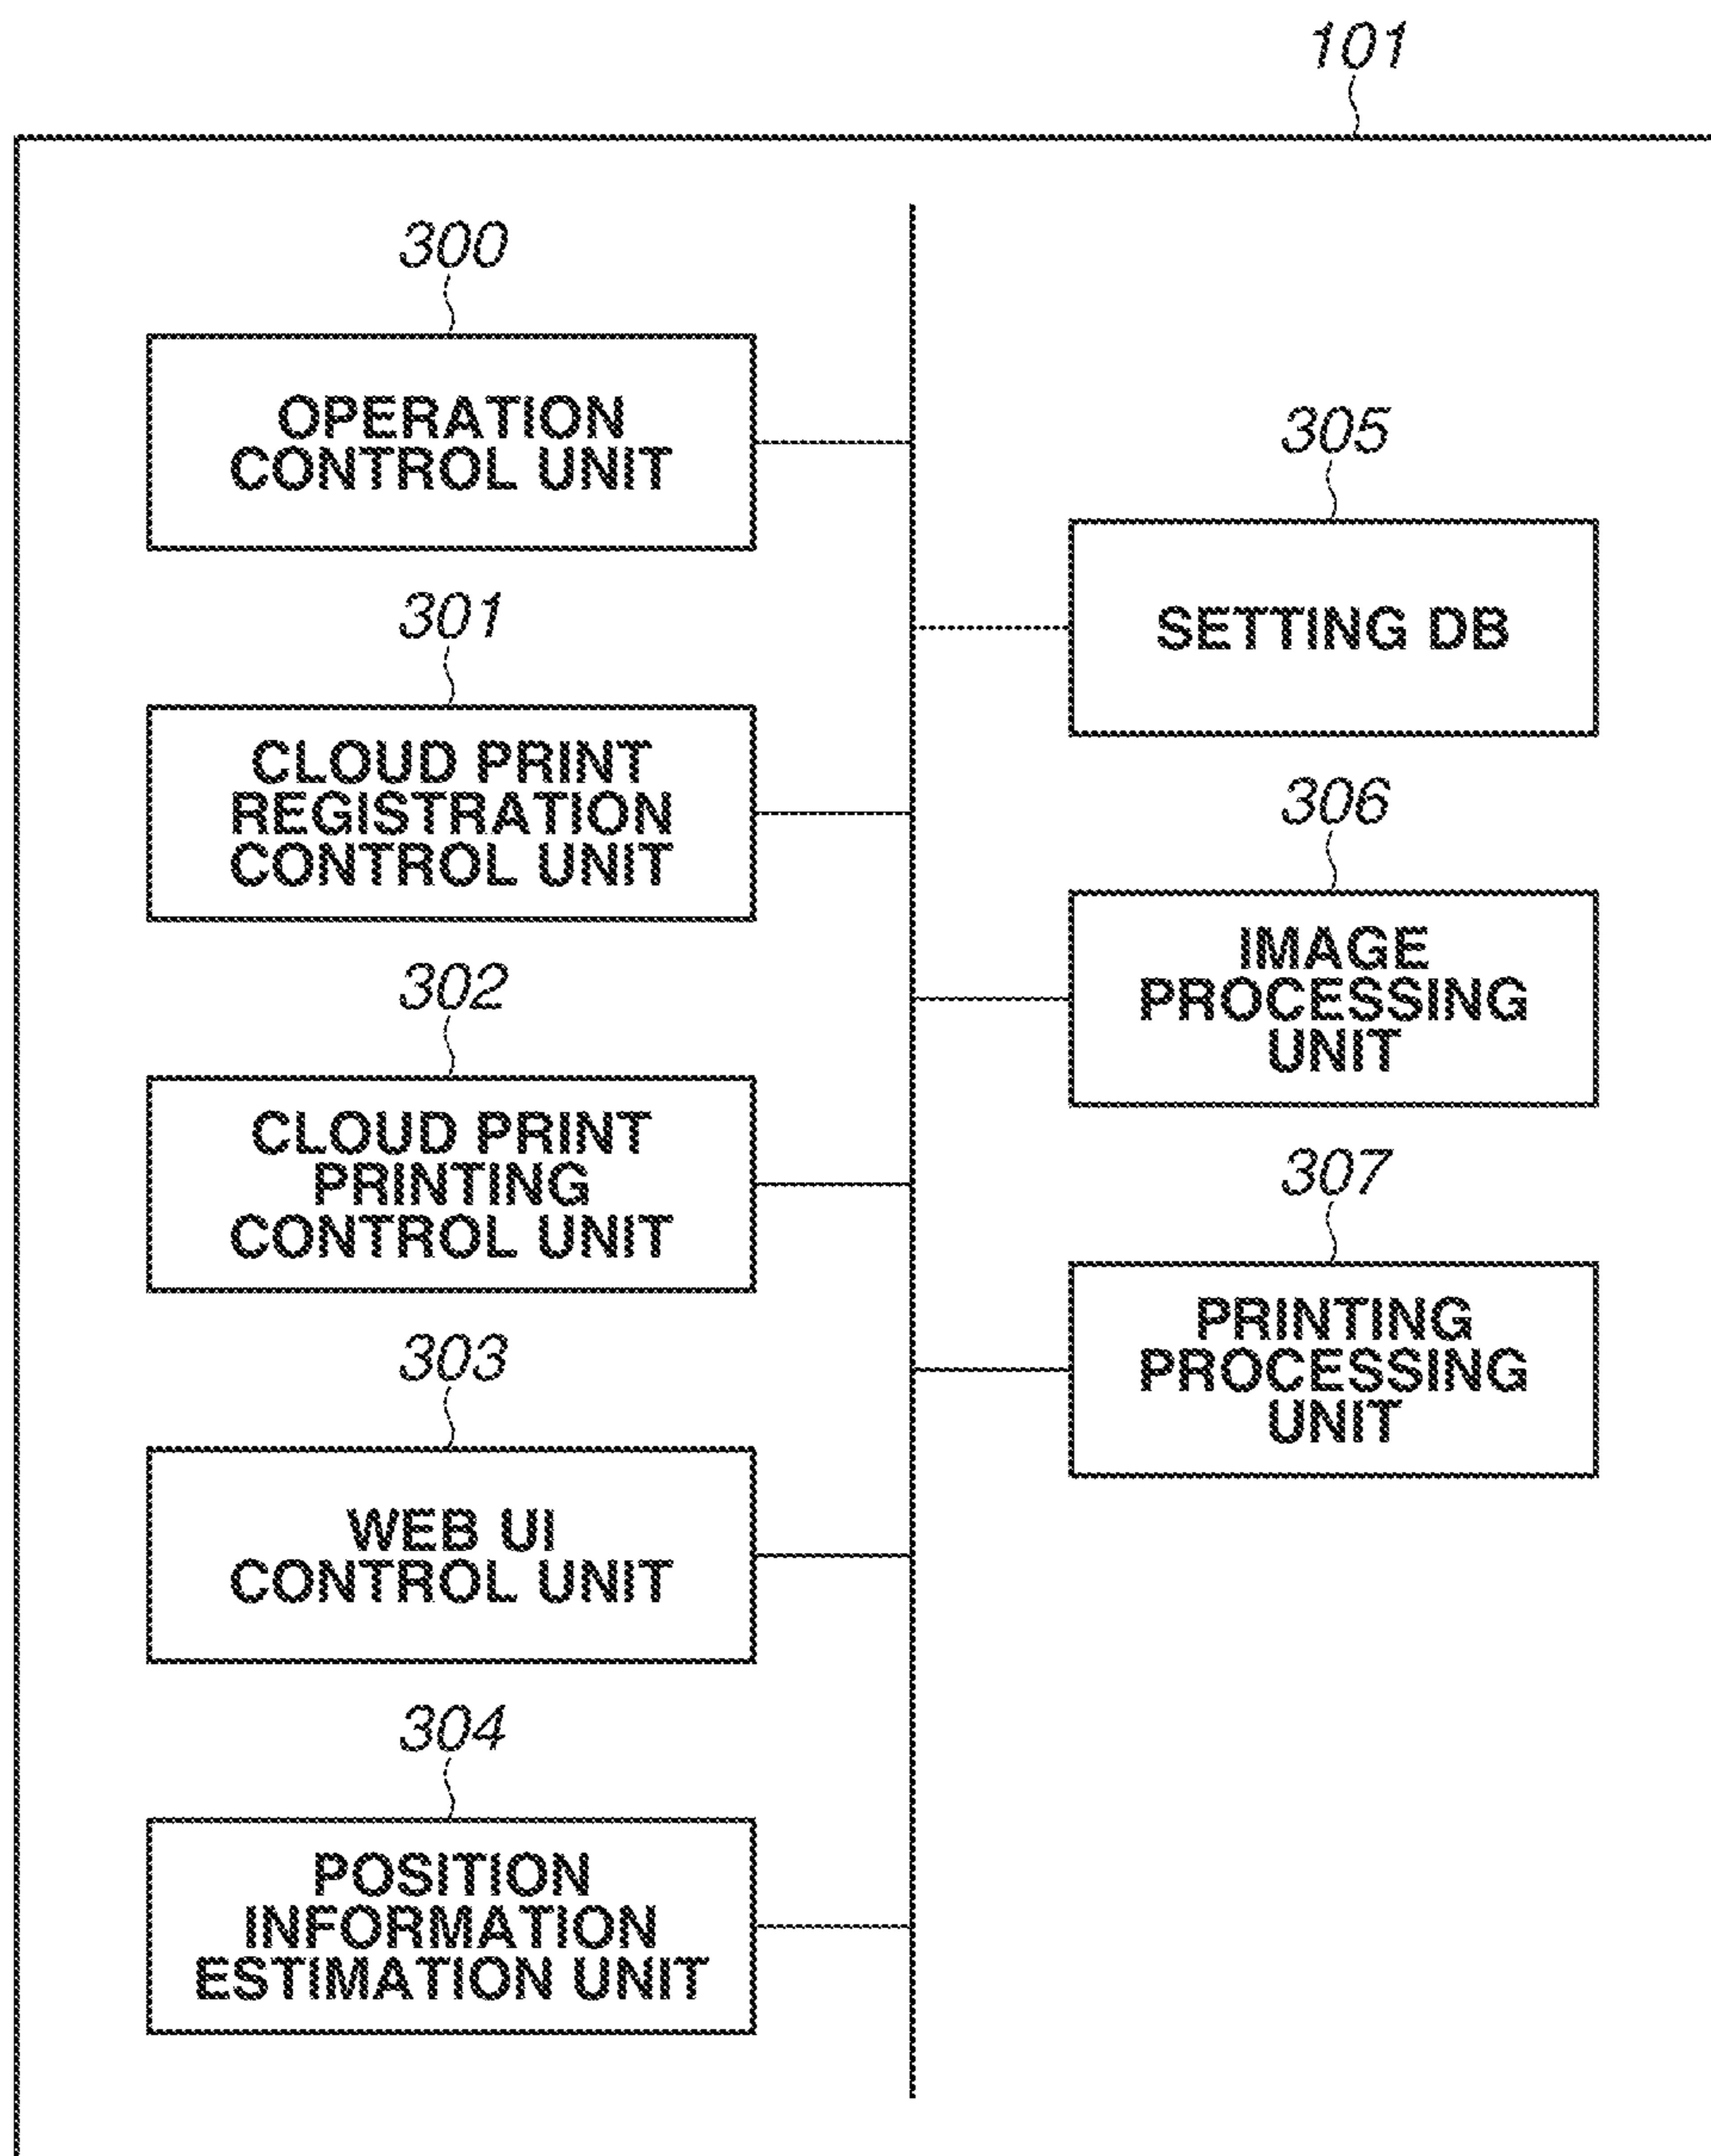 101
300
OPERATION
CONTROL UNIT
301
CLOUD PRINT
REGISTRATION
CONTROL UNIT
302
CLOUD PRINT
PRINTING
CONTROL UNIT
303
WEB UI
CONTROL UNIT
304
POSITION
INFORMATION
ESTIMATION UNIT
305
SETTING DB
306
IMAGE
PROCESSING
UNIT
307
PRINTING
PROCESSING
UNIT